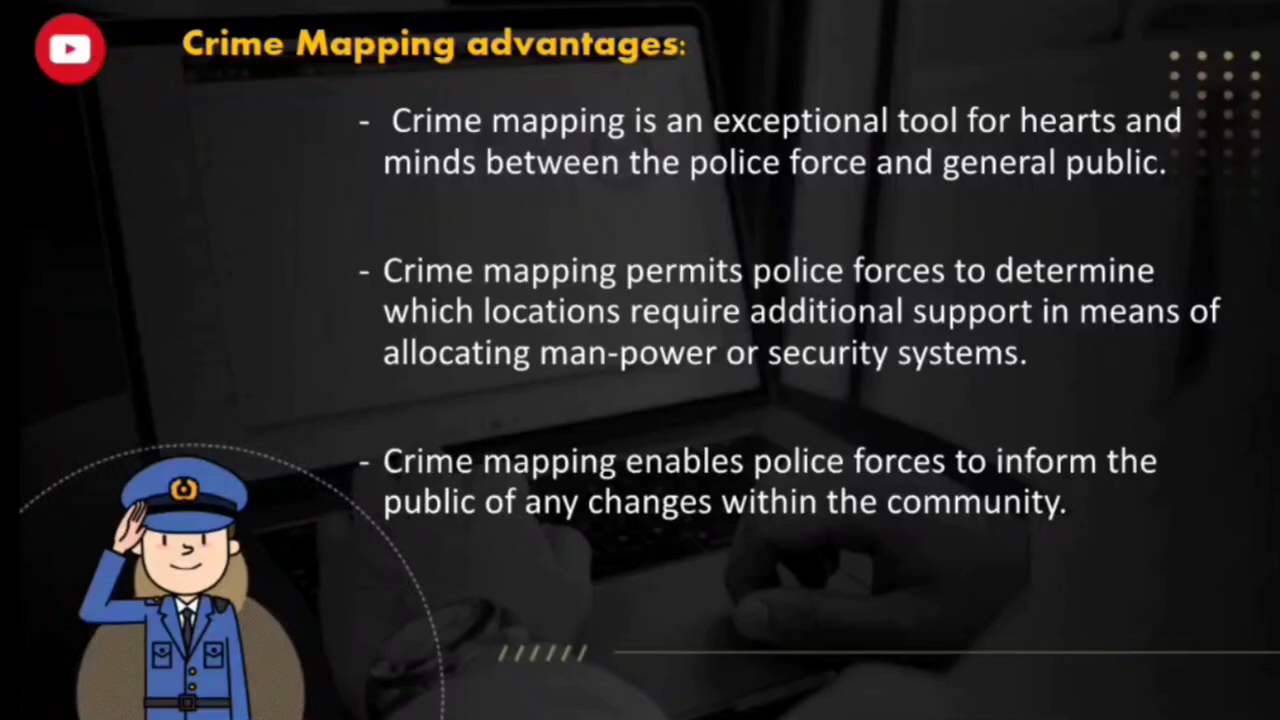 Crime Mapping advantages:
- Crime mapping is an exceptional tool for hearts and
minds between the police force and general public.
- Crime mapping permits police forces to determine
which locations require additional support in means of
allocating man-power or security systems.
- Crime mapping enables police forces to inform the
public of any changes within the community.